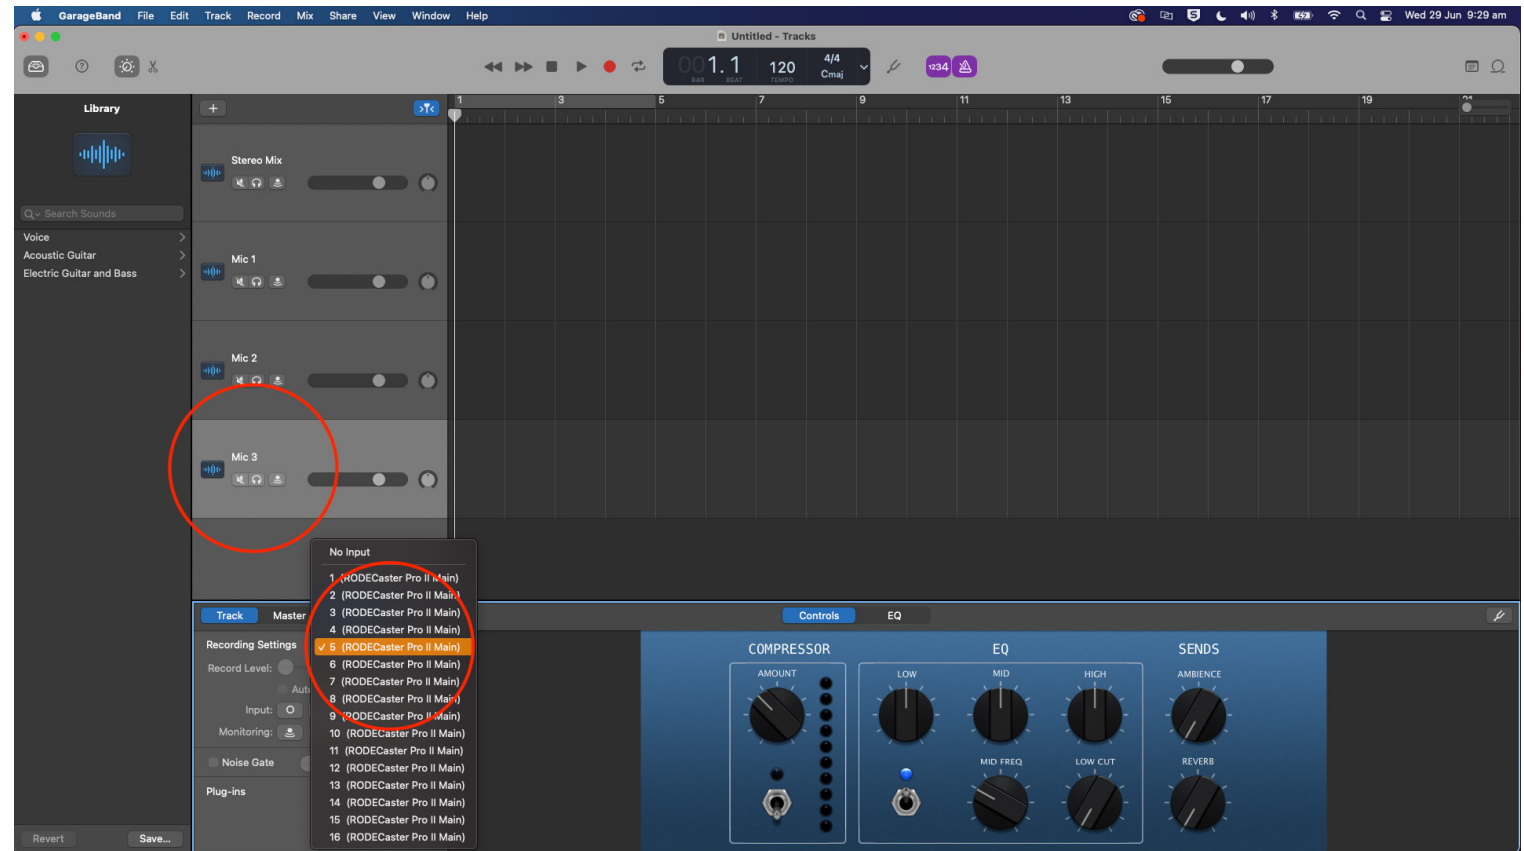 GarageBand File Edit Track Record Mix Share View Window Help
Wed 29 Jun 9:29 am
Untitled - Tracks
001.1
BAR BEAT
120
TEMPO
4/4
Cmaj
1234
Library
1 3 5 7 9 11 13 15 17 19
Search Sounds
Voice
Acoustic Guitar
Electric Guitar and Bass
Stereo Mix
Mic 1
Mic 2
Mic 3
No Input
1 (RODECaster Pro II Main)
2 (RODECaster Pro II Main)
3 (RODECaster Pro II Main)
4 (RODECaster Pro II Main)
5 (RODECaster Pro II Main)
6 (RODECaster Pro II Main)
7 (RODECaster Pro II Main)
8 (RODECaster Pro II Main)
9 (RODECaster Pro II Main)
10 (RODECaster Pro II Main)
11 (RODECaster Pro II Main)
12 (RODECaster Pro II Main)
13 (RODECaster Pro II Main)
14 (RODECaster Pro II Main)
15 (RODECaster Pro II Main)
16 (RODECaster Pro II Main)
Track Master
Controls EQ
Recording Settings
Record Level:
Input:
Monitoring:
Noise Gate
Plug-ins
COMPRESSOR
AMOUNT
EQ
LOW MID HIGH
MID FREQ LOW CUT
SENDS
AMBIENCE
REVERB
Revert Save...